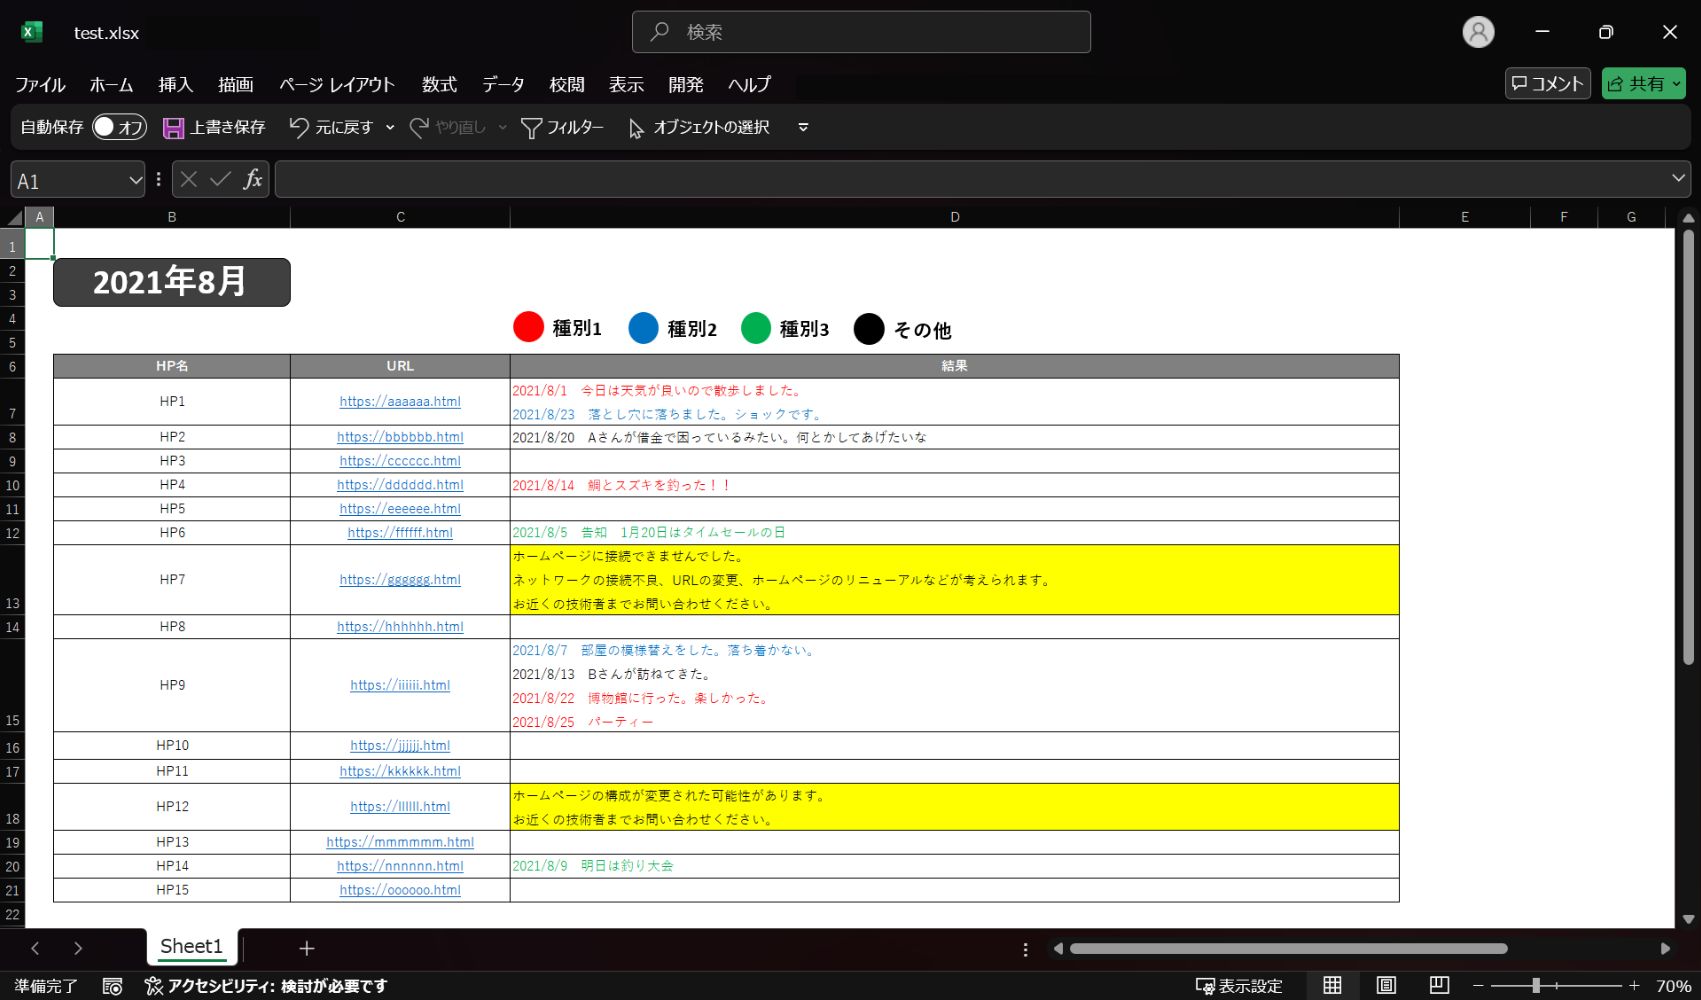 test.xlsx
検索
ファイル ホーム 挿入 描画 ページ レイアウト 数式 データ 校閲 表示 開発 ヘルプ コメント 共有
自動保存 オフ 上書き保存 元に戻す やり直し フィルター オブジェクトの選択
A1 fx
A B C D E F G
1
2 2021年8月
3
4 種別1 種別2 種別3 その他
5
6 HP名 URL 結果
HP1 https://aaaaaa.html 2021/8/1 今日は天気が良いので散歩しました。
7 2021/8/23 落とし穴に落ちました。ショックです。
8 HP2 https://bbbbbb.html 2021/8/20 Aさんが借金で困っているみたい。何とかしてあげたいな
9 HP3 https://cccccc.html
10 HP4 https://dddddd.html 2021/8/14 鯛とスズキを釣った！！
11 HP5 https://eeeeee.html
12 HP6 https://ffffff.html 2021/8/5 告知 1月20日はタイムセールの日
ホームページに接続できませんでした。
HP7 https://gggggg.html ネットワークの接続不良、URLの変更、ホームページのリニューアルなどが考えられます。
13 お近くの技術者までお問い合わせください。
14 HP8 https://hhhhhh.html
2021/8/7 部屋の模様替えをした。落ち着かない。
2021/8/13 Bさんが訪ねてきた。
HP9 https://iiiiii.html 2021/8/22 博物館に行った。楽しかった。
15 2021/8/25 パーティー
16 HP10 https://jjjjjj.html
17 HP11 https://kkkkkk.html
HP12 https://llllll.html ホームページの構成が変更された可能性があります。
18 お近くの技術者までお問い合わせください。
19 HP13 https://mmmmmm.html
20 HP14 https://nnnnnn.html 2021/8/9 明日は釣り大会
21 HP15 https://oooooo.html
22
Sheet1
準備完了 アクセシビリティ: 検討が必要です 表示設定 70%